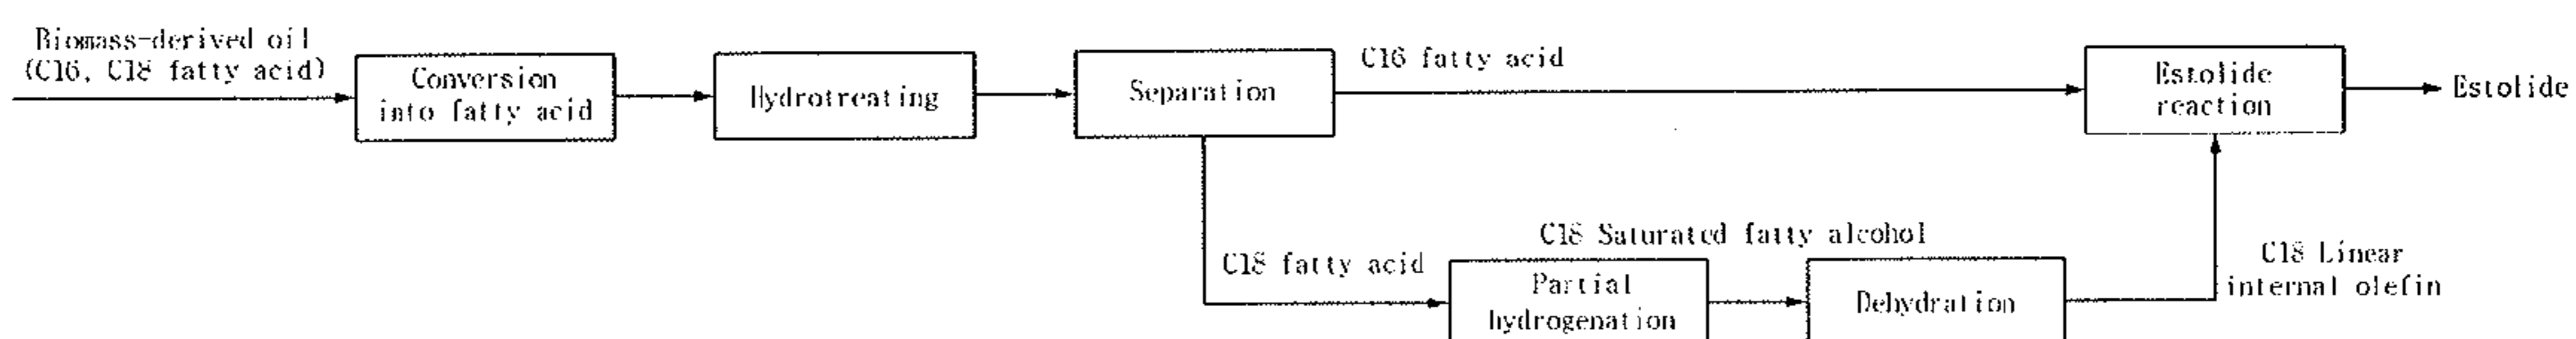 Biomass-derived oil
(C16, C18 fatty acid)
Conversion
into fatty acid
Hydrotreating
Separation
C16 fatty acid
Estolide
reaction
Estolide
C18 fatty acid
C18 Saturated fatty alcohol
Partial
hydrogenation
Dehydration
C18 Linear
internal olefin